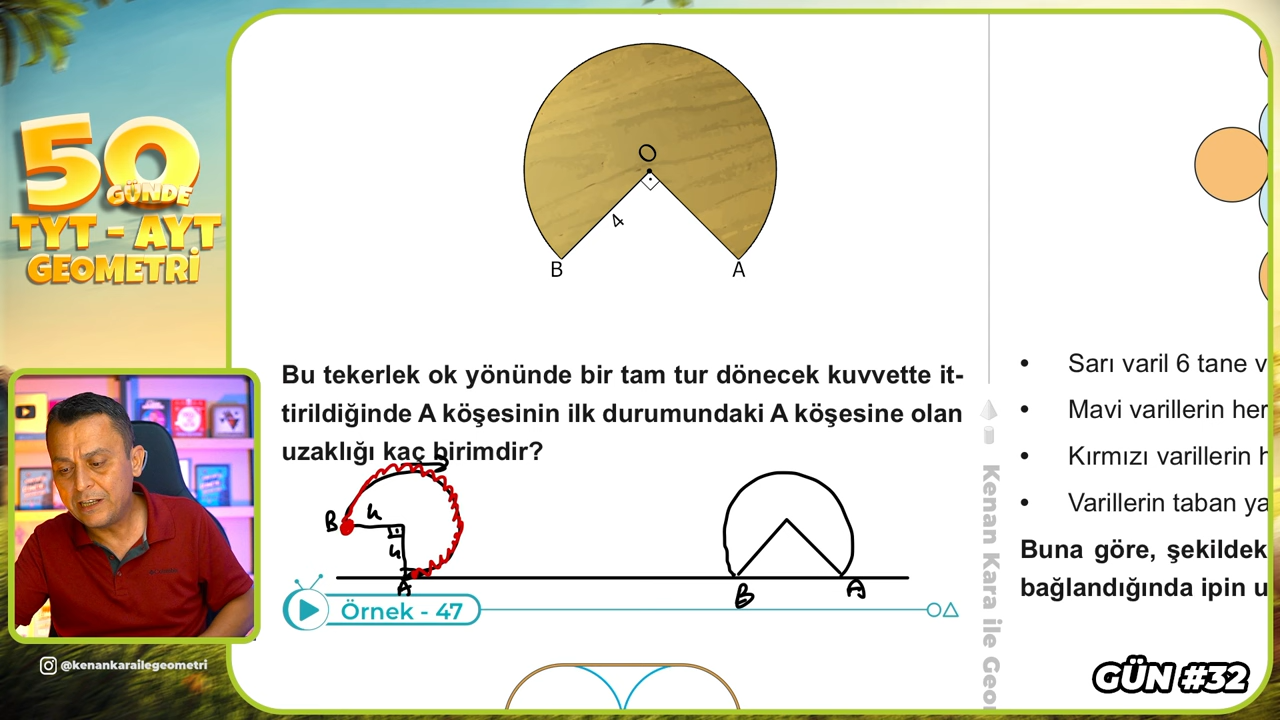 50
GÜNDE
TYT - AYT
GEOMETRİ
O
4
B
A
Bu tekerlek ok yönünde bir tam tur dönecek kuvvette it-
tirildiğinde A köşesinin ilk durumundaki A köşesine olan
uzaklığı kaç birimdir?
B
4
4
A
B
A
Örnek - 47
Kenan Kara ile Geo
• Sarı varil 6 tane v
• Mavi varillerin her
• Kırmızı varillerin h
• Varillerin taban ya
Buna göre, şekildek
bağlandığında ipin u
@kenankarailegeometri
GÜN #32